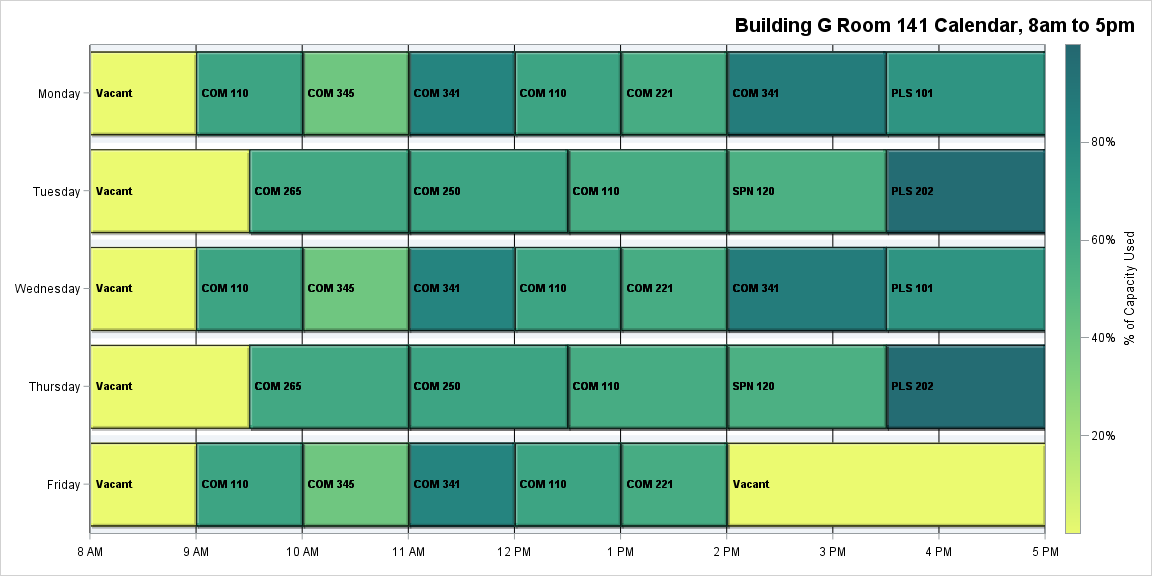 Building G Room 141 Calendar, 8am to 5pm
Monday
Vacant
COM 110
COM 345
COM 341
COM 110
COM 221
COM 341
PLS 101
Tuesday
Vacant
COM 265
COM 250
COM 110
SPN 120
PLS 202
Wednesday
Vacant
COM 110
COM 345
COM 341
COM 110
COM 221
COM 341
PLS 101
Thursday
Vacant
COM 265
COM 250
COM 110
SPN 120
PLS 202
Friday
Vacant
COM 110
COM 345
COM 341
COM 110
COM 221
Vacant
8 AM
9 AM
10 AM
11 AM
12 PM
1 PM
2 PM
3 PM
4 PM
5 PM
80%
60%
40%
20%
% of Capacity Used